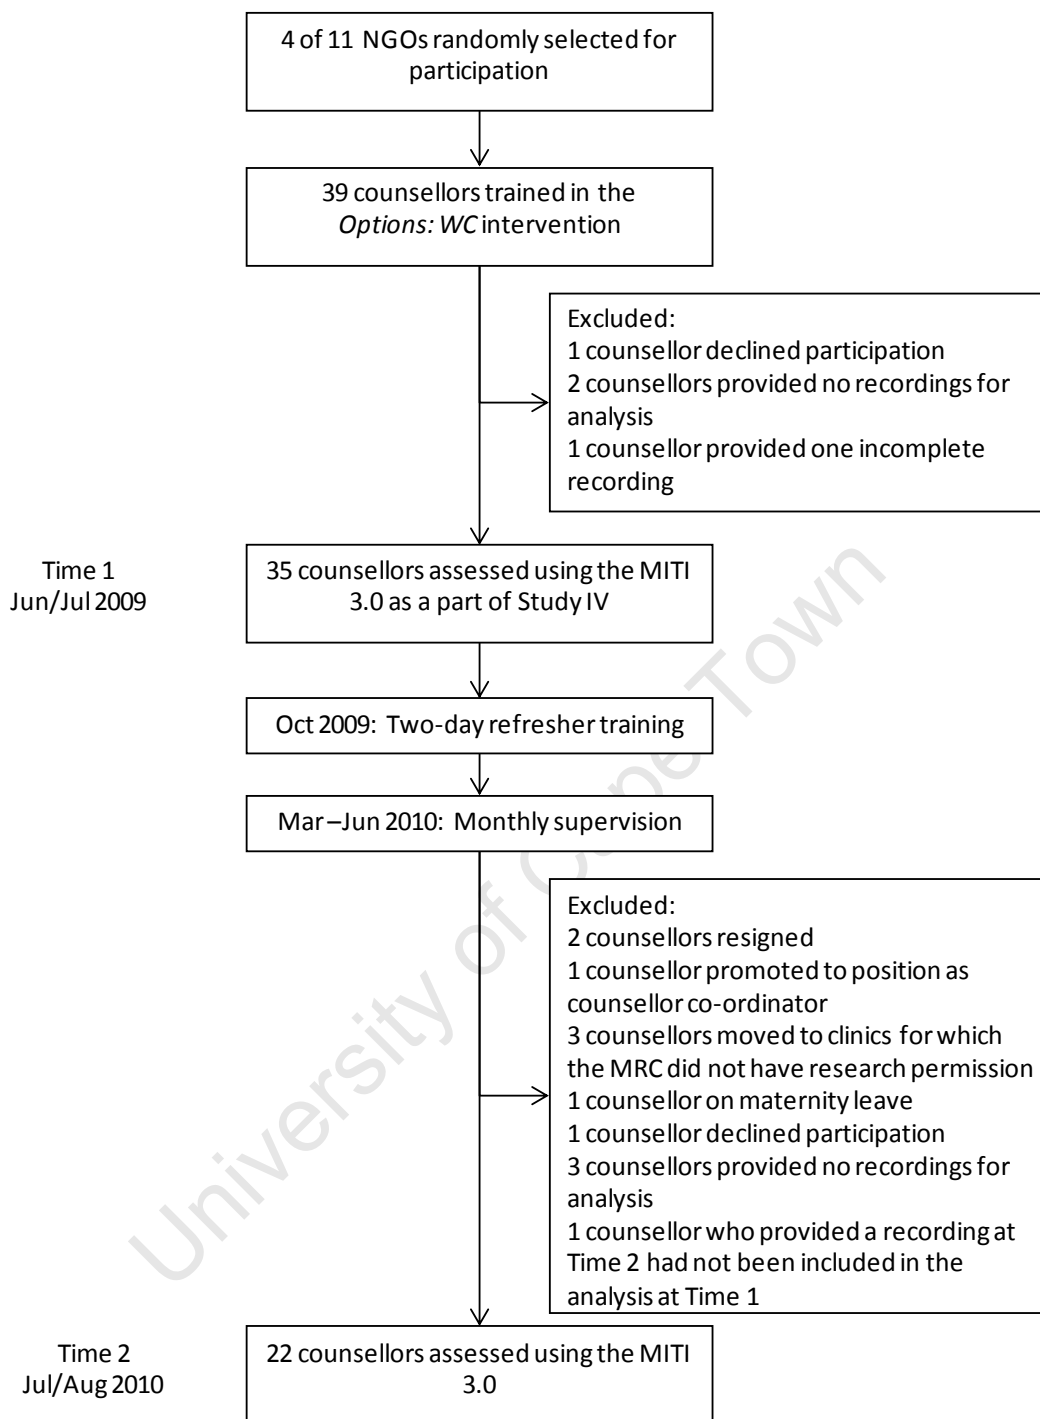 4 of 11 NGOs randomly selected for
participation
39 counsellors trained in the
Options: WC intervention
Excluded:
1 counsellor declined participation
2 counsellors provided no recordings for
analysis
1 counsellor provided one incomplete
recording
Time 1
Jun/Jul 2009
35 counsellors assessed using the MITI
3.0 as a part of Study IV
Oct 2009: Two-day refresher training
Mar–Jun 2010: Monthly supervision
Excluded:
2 counsellors resigned
1 counsellor promoted to position as
counsellor co-ordinator
3 counsellors moved to clinics for which
the MRC did not have research permission
1 counsellor on maternity leave
1 counsellor declined participation
3 counsellors provided no recordings for
analysis
1 counsellor who provided a recording at
Time 2 had not been included in the
analysis at Time 1
Time 2
Jul/Aug 2010
22 counsellors assessed using the MITI
3.0
University of Cape Town